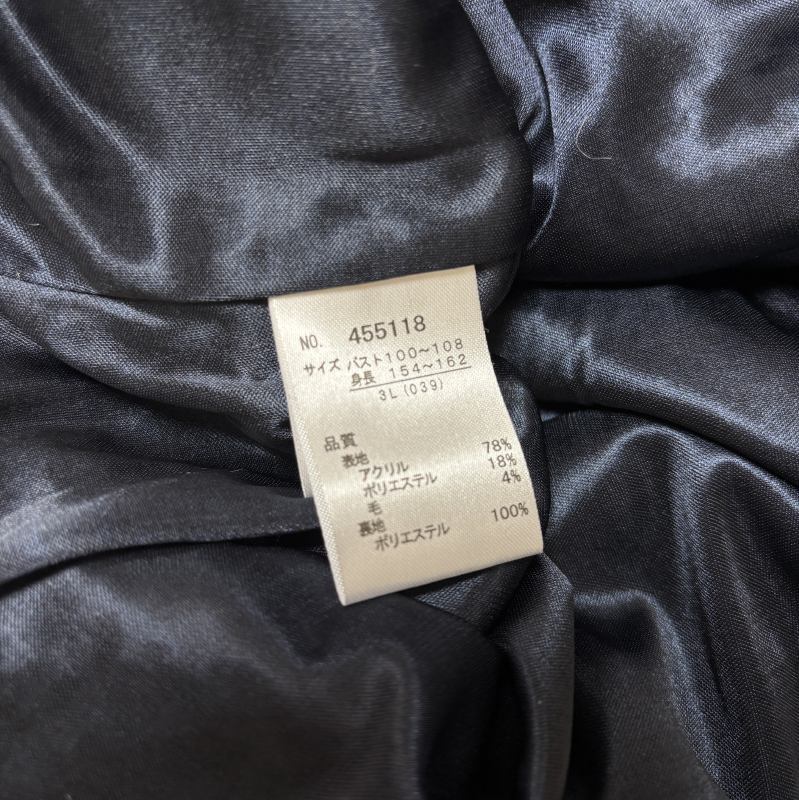 NO. 455118
サイズ バスト100~108
身長 154~162
3L(039)
品質
表地
アクリル 78%
ポリエステル 18%
毛 4%
裏地
ポリエステル 100%